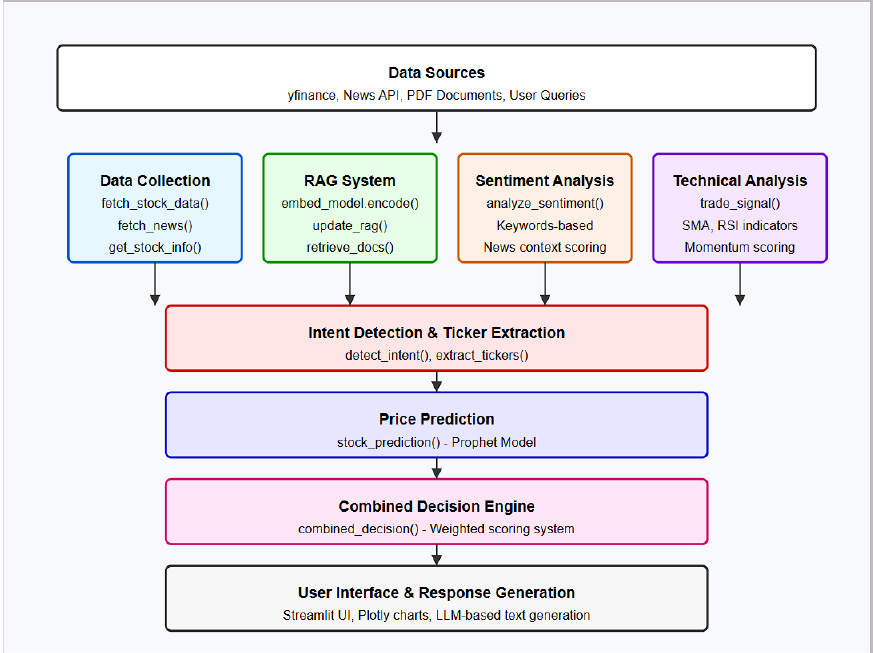 Data Sources
yfinance, News API, PDF Documents, User Queries
Data Collection
fetch_stock_data()
fetch_news()
get_stock_info()
RAG System
embed_model.encode()
update_rag()
retrieve_docs()
Sentiment Analysis
analyze_sentiment()
Keywords-based
News context scoring
Technical Analysis
trade_signal()
SMA, RSI indicators
Momentum scoring
Intent Detection & Ticker Extraction
detect_intent(), extract_tickers()
Price Prediction
stock_prediction() - Prophet Model
Combined Decision Engine
combined_decision() - Weighted scoring system
User Interface & Response Generation
Streamlit UI, Plotly charts, LLM-based text generation